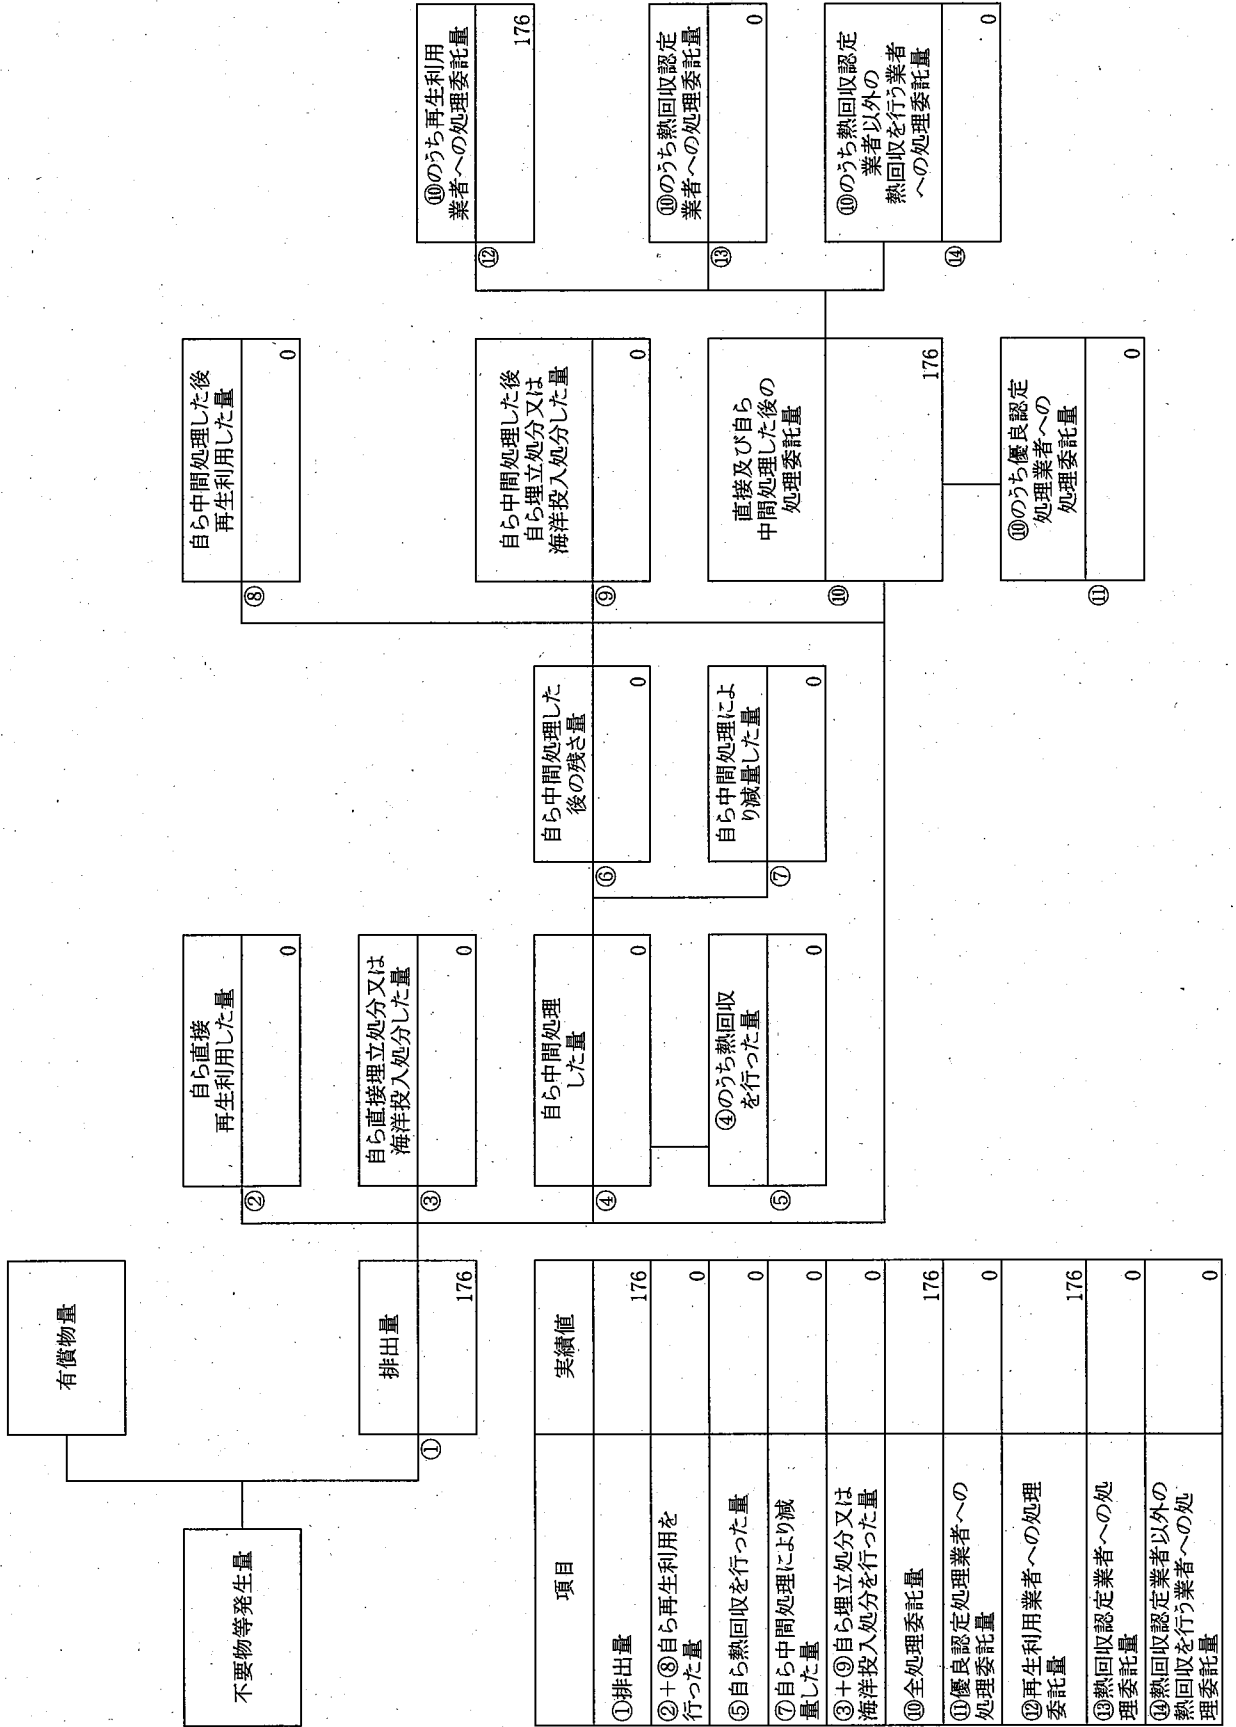 有償物量
不要物等発生量
排出量
①
176
自ら直接
再生利用した量
②
0
自ら直接埋立処分又は
海洋投入処分した量
③
0
自ら中間処理
した量
④
0
④のうち熱回収
を行った量
⑤
0
自ら中間処理した
後の残さ量
⑥
0
自ら中間処理によ
り減量した量
⑦
0
自ら中間処理した後
再生利用した量
⑧
0
自ら中間処理した後
自ら埋立処分又は
海洋投入処分した量
⑨
0
直接及び自ら
中間処理した後の
処理委託量
⑩
176
⑩のうち優良認定
処理業者への
処理委託量
⑪
0
⑩のうち再生利用
業者への処理委託量
⑫
176
⑩のうち熱回収認定
業者への処理委託量
⑬
0
⑩のうち熱回収認定
業者以外の
熱回収を行う業者
への処理委託量
⑭
0
項目 実績値
①排出量 176
②+⑧自ら再生利用を
行った量 0
⑤自ら熱回収を行った量 0
⑦自ら中間処理により減
量した量 0
③+⑨自ら埋立処分又は
海洋投入処分を行った量 0
⑩全処理委託量 176
⑪優良認定処理業者への
処理委託量 0
⑫再生利用業者への処理
委託量 176
⑬熱回収認定業者への処
理委託量 0
⑭熱回収認定業者以外の
熱回収を行う業者への処
理委託量 0